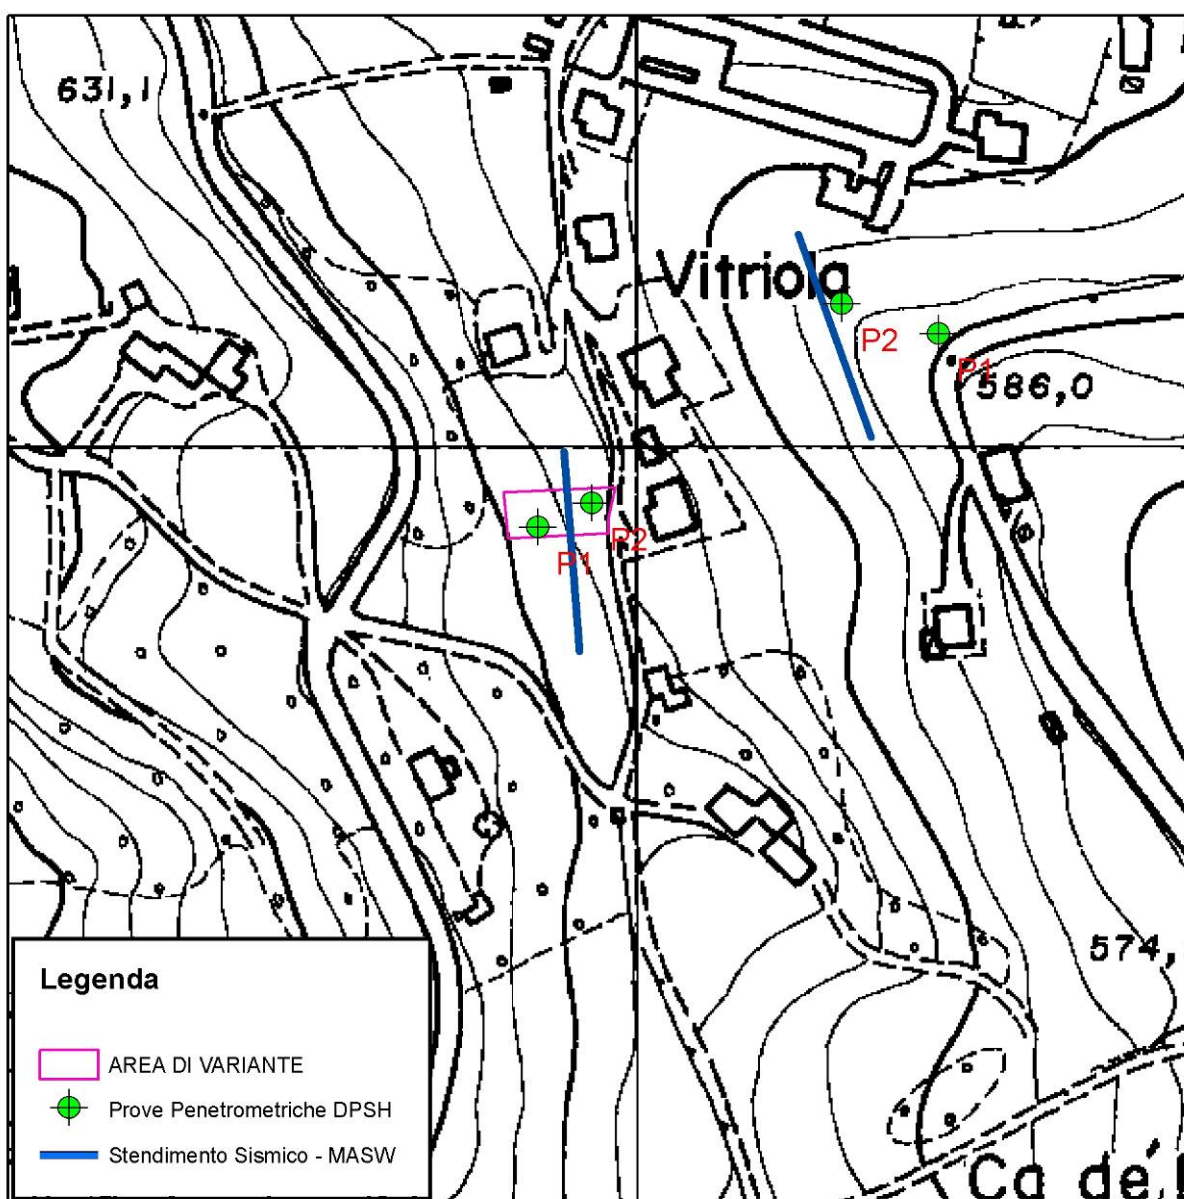 631,1
Vitriola
P2
P1
586,0
P2
P1
574,
Ca de'
Legenda
AREA DI VARIANTE
Prove Penetrometriche DPSH
Stendimento Sismico - MASW